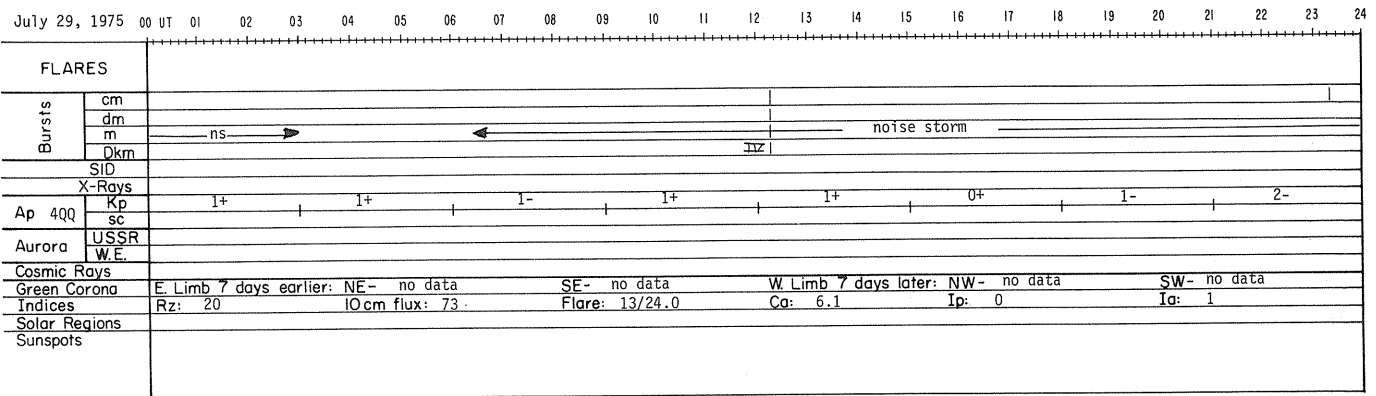 July 29, 1975 00 UT 01 02 03 04 05 06 07 08 09 10 11 12 13 14 15 16 17 18 19 20 21 22 23 24
FLARES
Bursts
cm
dm
m ns noise storm
Dkm IV
SID
X-Rays
Ap 4QQ Kp 1+ 1+ 1- 1+ 1+ 0+ 1- 2-
sc
Aurora USSR
W.E.
Cosmic Rays
Green Corona E. Limb 7 days earlier: NE- no data SE- no data W. Limb 7 days later: NW- no data SW- no data
Indices Rz: 20 10cm flux: 73 Flare: 13/24.0 Ca: 6.1 Ip: 0 Ia: 1
Solar Regions
Sunspots